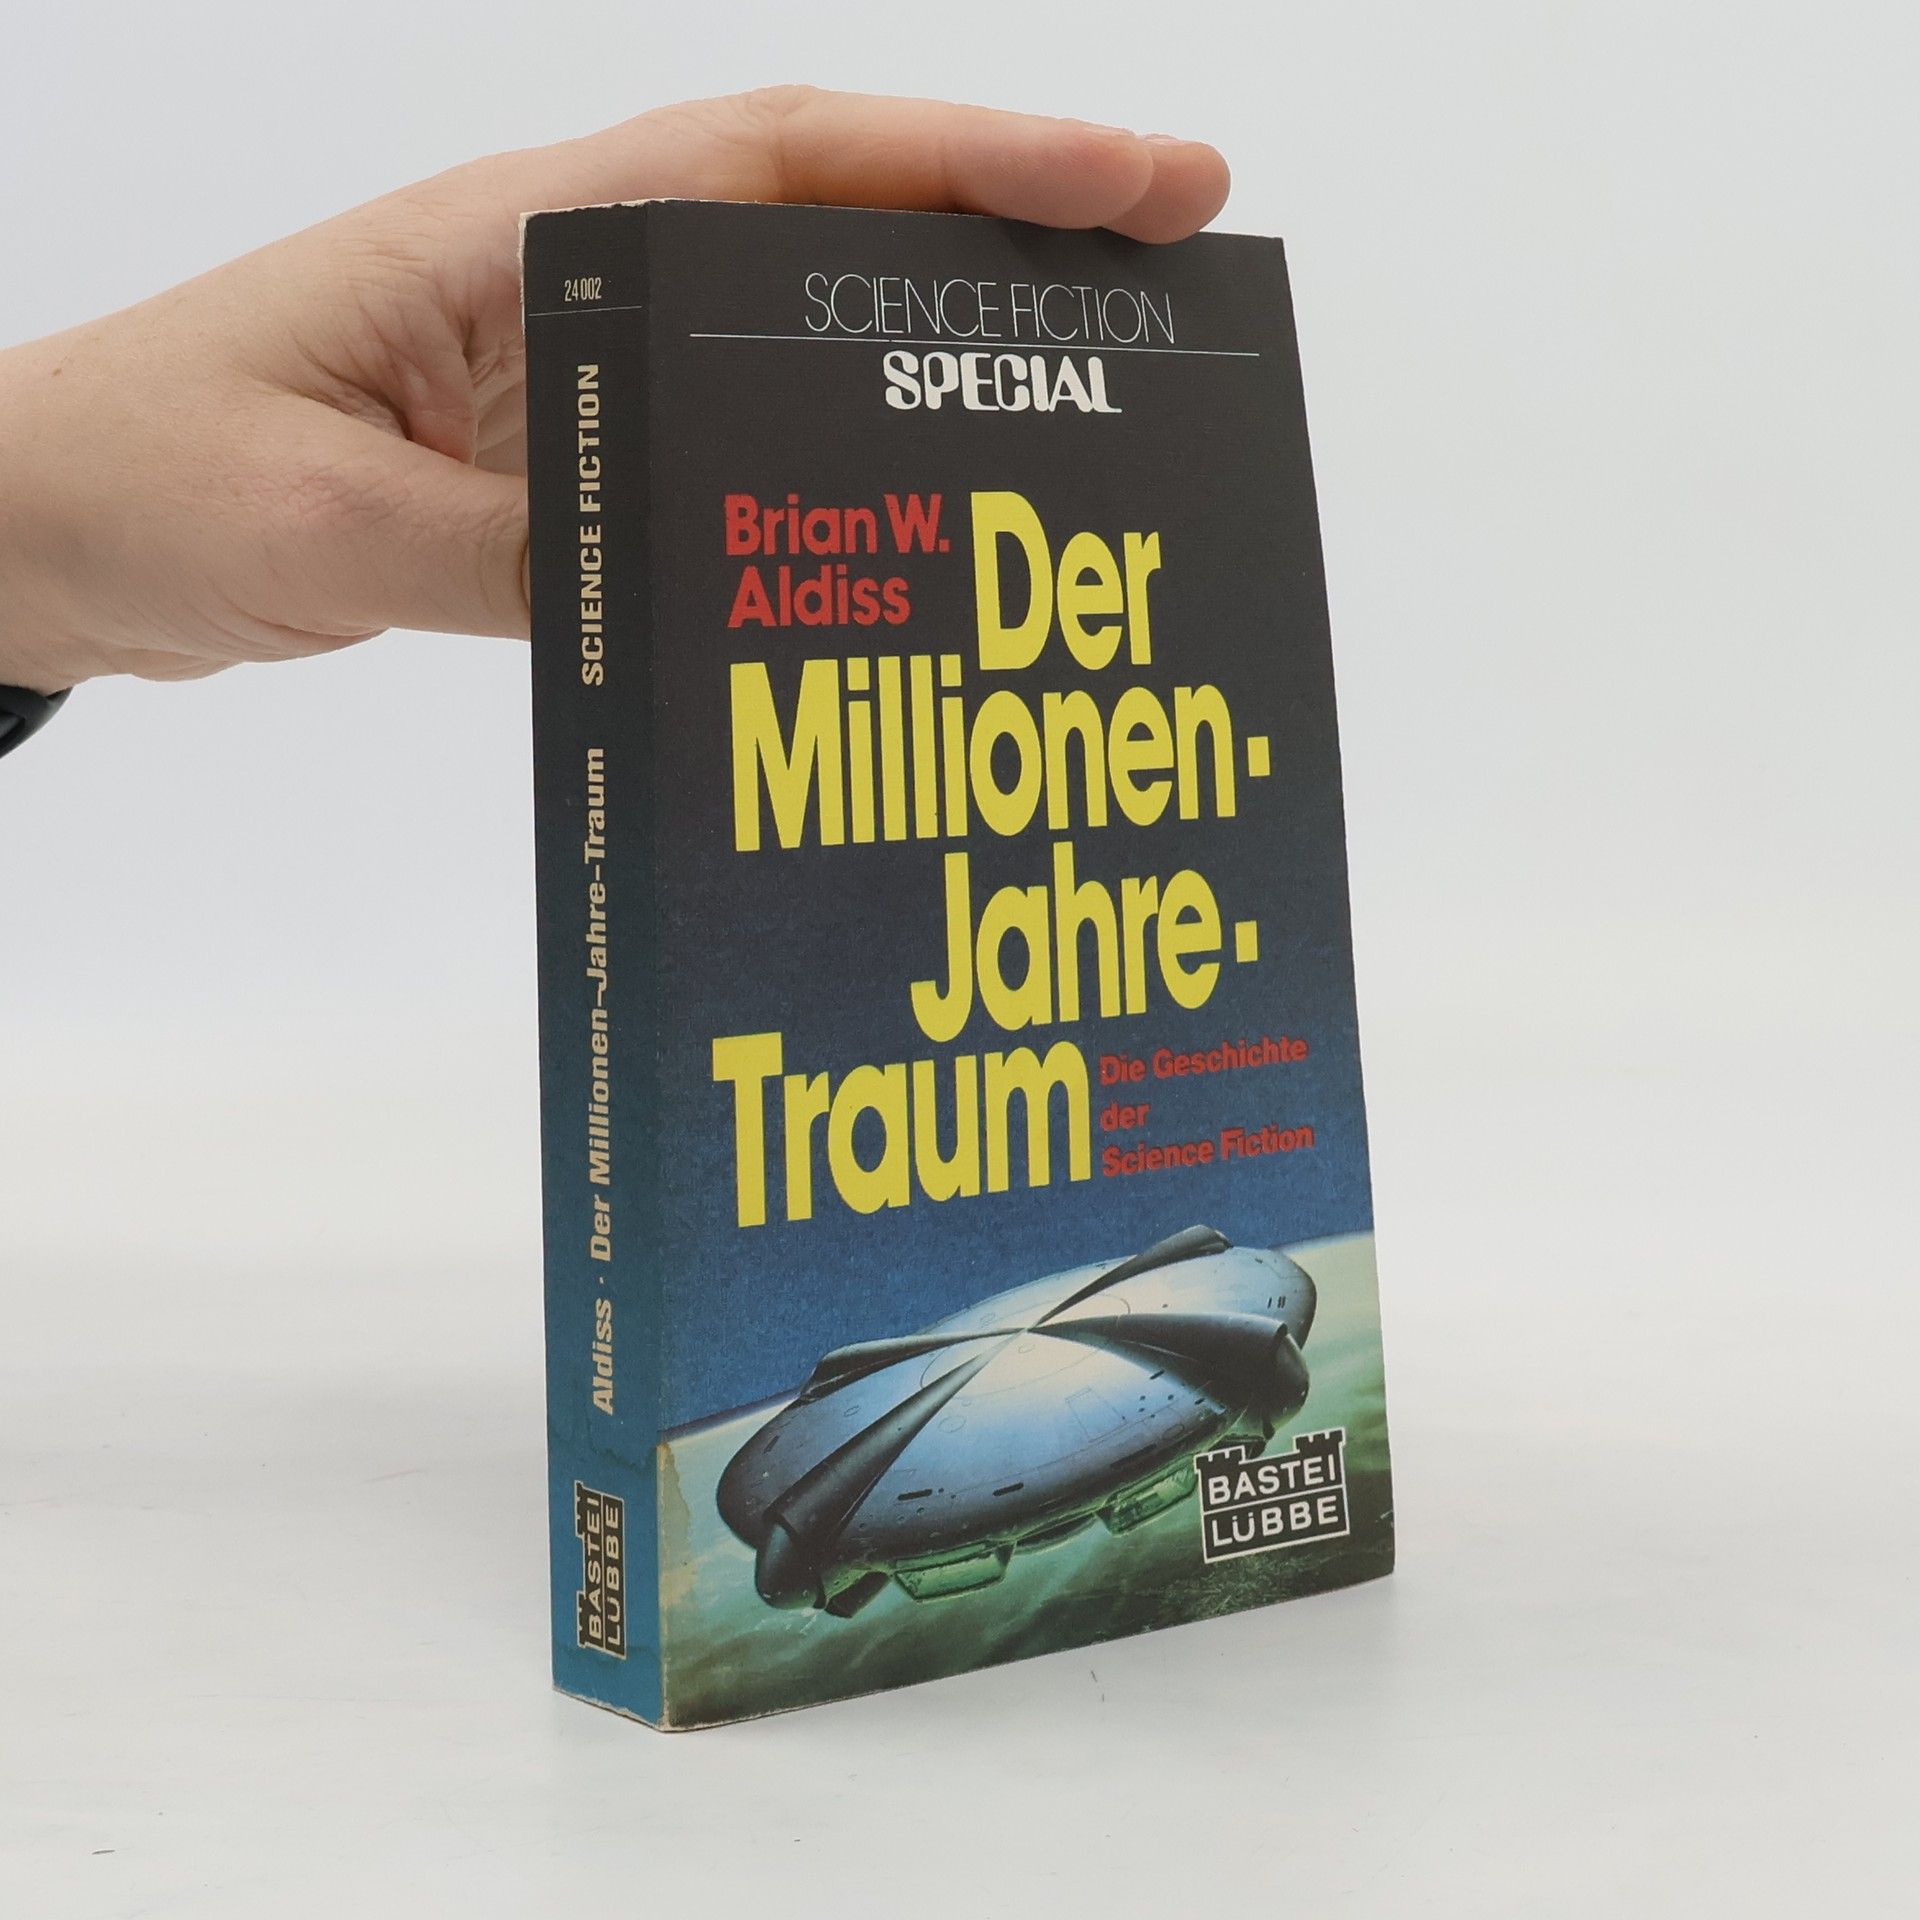 24 002
SCIENCE FICTION
Aldiss · Der Millionen-Jahre-Traum
BASTEI
LÜBBE
SCIENCE FICTION
SPECIAL
Brian W.
Aldiss
Der
Millionen-
Jahre-
Traum
Die Geschichte
der
Science Fiction
BASTEI
LÜBBE